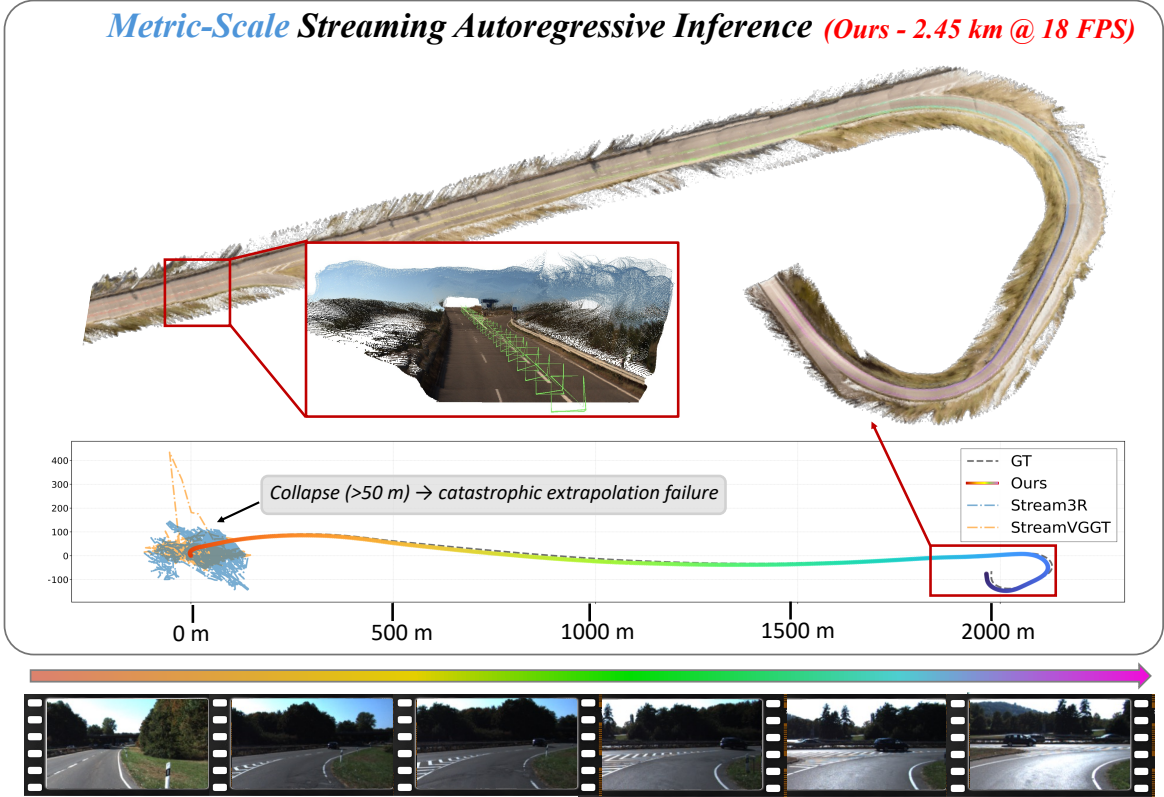 Metric-Scale Streaming Autoregressive Inference (Ours - 2.45 km @ 18 FPS)
Collapse (>50 m) → catastrophic extrapolation failure
GT
Ours
Stream3R
StreamVGGT
400
300
200
100
0
-100
0 m
500 m
1000 m
1500 m
2000 m